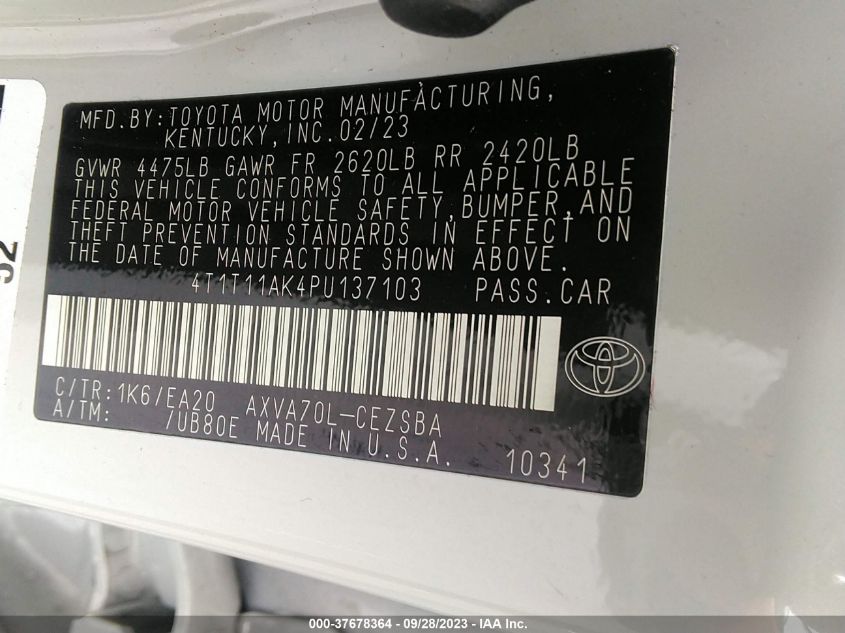 MFD.BY:TOYOTA MOTOR MANUFACTURING,
KENTUCKY,INC.02/23
GVWR 4475LB GAWR FR 2620LB RR 2420LB
THIS VEHICLE CONFORMS TO ALL APPLICABLE
FEDERAL MOTOR VEHICLE SAFETY,BUMPER,AND
THEFT PREVENTION STANDARDS IN EFFECT ON
THE DATE OF MANUFACTURE SHOWN ABOVE.
4T1T11AK4PU137103 PASS.CAR
C/TR:1K6/EA20 AXVA70L-CEZSBA
A/TM: /UB80E MADE IN U.S.A. 10341
000-37678364 - 09/28/2023 - IAA Inc.